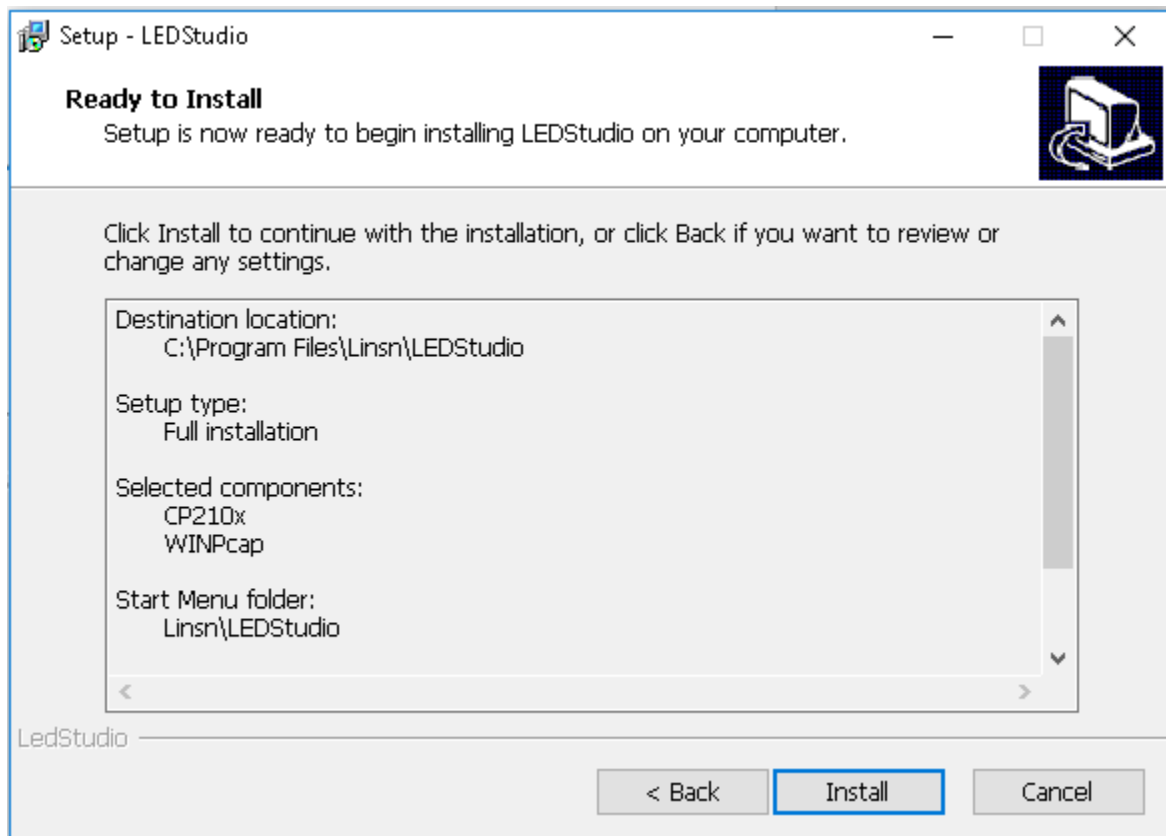 Setup - LEDStudio
Ready to Install
Setup is now ready to begin installing LEDStudio on your computer.
Click Install to continue with the installation, or click Back if you want to review or
change any settings.
Destination location:
C:\Program Files\Linsn\LEDStudio
Setup type:
Full installation
Selected components:
CP210x
WINPcap
Start Menu folder:
Linsn\LEDStudio
LedStudio
< Back
Install
Cancel